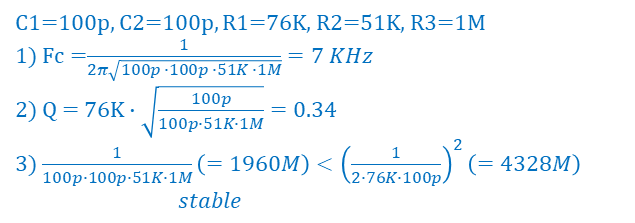 C1=100p, C2=100p, R1=76K, R2=51K, R3=1M
1) Fc = 1 / 2π√(100p ·100p ·51K ·1M) = 7 KHz
2) Q = 76K · √(100p / 100p·51K·1M) = 0.34
3) 1 / 100p·100p·51K·1M (= 1960M) < (1 / 2·76K·100p)² (= 4328M)
stable